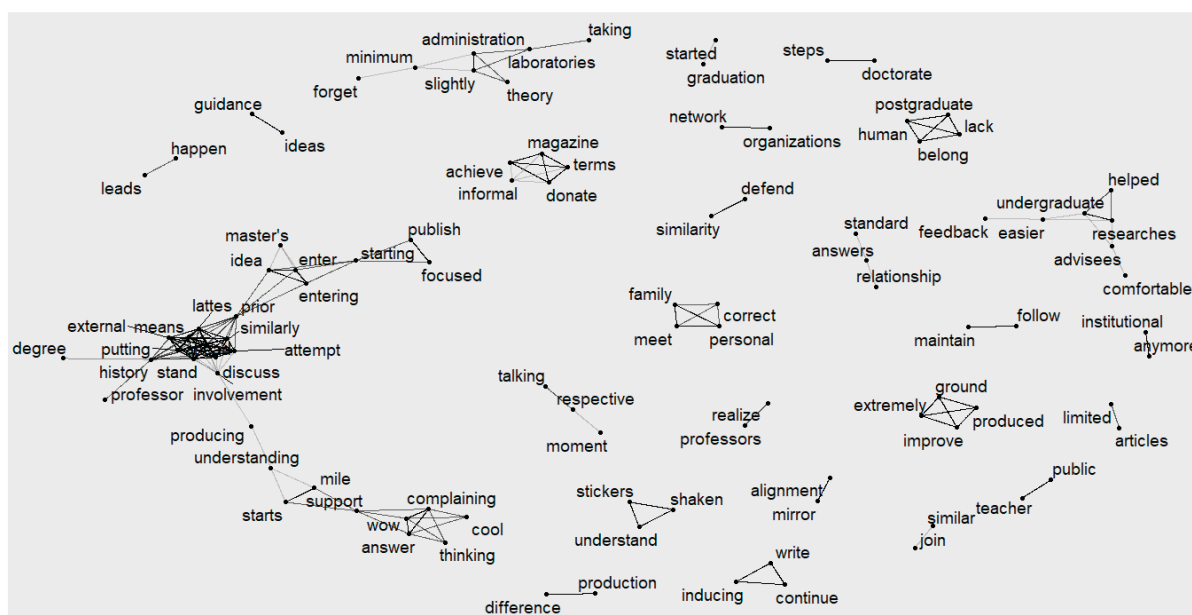 taking
administration
started
steps
minimum
laboratories
graduation
doctorate
slightly
forget
theory
guidance
postgraduate
network
lack
human
ideas
organizations
belong
magazine
happen
terms
achieve
helped
leads
informal
donate
defend
undergraduate
similarity
standard
publish
feedback
easier
researches
master's
starting
answers
advisees
idea
enter
focused
relationship
comfortable
entering
family
lattes
prior
correct
follow
institutional
external
means
similarly
meet
personal
maintain
anymore
degree
putting
attempt
history
stand
discuss
talking
professor
involvement
ground
respective
realize
extremely
limited
produced
producing
professors
improve
articles
moment
understanding
public
mile
stickers
alignment
complaining
shaken
support
teacher
starts
mirror
wow
cool
similar
answer
understand
thinking
join
write
production
inducing
continue
difference